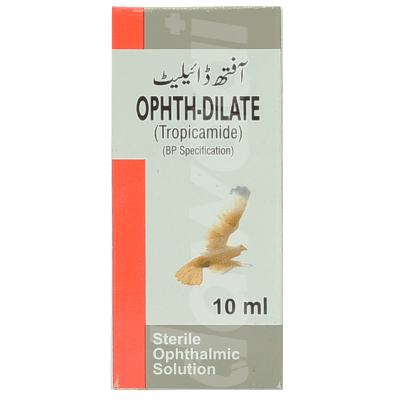 آفتھ ڈائیلیٹ
OPHTH-DILATE
(Tropicamide)
(BP Specification)
10 ml
Sterile
Ophthalmic
Solution